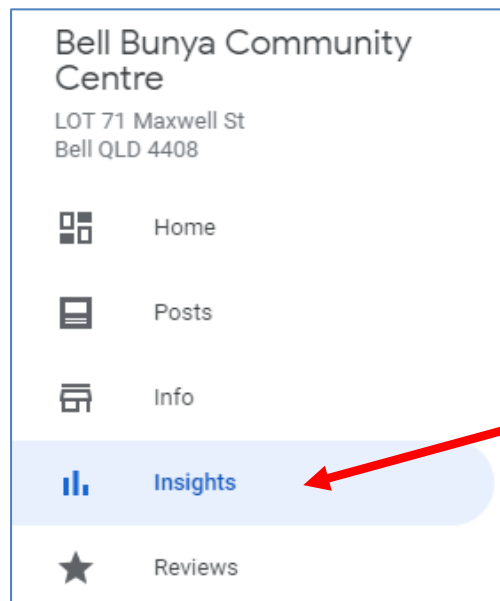 Bell Bunya Community
Centre
LOT 71 Maxwell St
Bell QLD 4408
Home
Posts
Info
Insights
Reviews